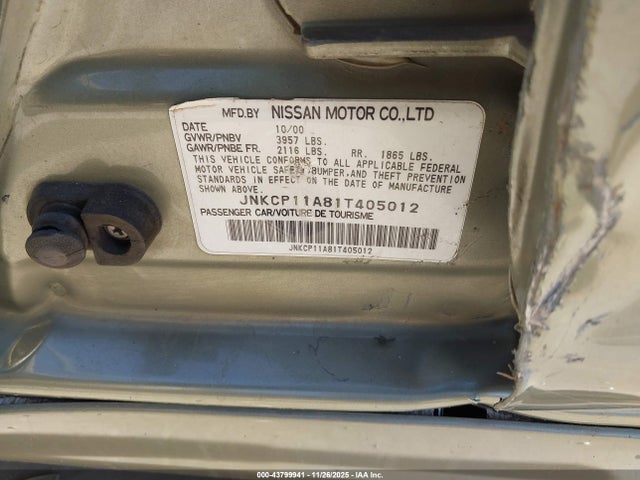 MFD.BY NISSAN MOTOR CO.,LTD
DATE 10/00
GVWR/PNBV 3957 LBS.
GAWR/PNBE FR. 2116 LBS. RR. 1865 LBS.
THIS VEHICLE CONFORMS TO ALL APPLICABLE FEDERAL
MOTOR VEHICLE BUMPER,AND THEFT PREVENTION
STANDARDS IN EFFECT ON THE DATE OF MANUFACTURE
SHOWN ABOVE.
JNKCP11A81T405012
PASSENGER CAR/VOITURE DE TOURISME
JNKCP11A81T405012
000-43799941 - 11/26/2025 - IAA Inc.